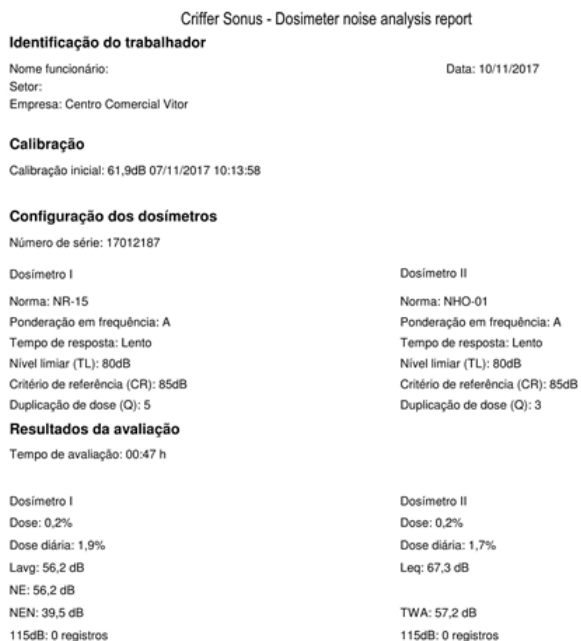 Criffer Sonus - Dosimeter noise analysis report
Identificação do trabalhador
Nome funcionário:
Data: 10/11/2017
Setor:
Empresa: Centro Comercial Vitor
Calibração
Calibração inicial: 61,9dB 07/11/2017 10:13:58
Configuração dos dosímetros
Número de série: 17012187
Dosímetro I
Norma: NR-15
Ponderação em frequência: A
Tempo de resposta: Lento
Nível limiar (TL): 80dB
Critério de referência (CR): 85dB
Duplicação de dose (Q): 5
Dosímetro II
Norma: NHO-01
Ponderação em frequência: A
Tempo de resposta: Lento
Nível limiar (TL): 80dB
Critério de referência (CR): 85dB
Duplicação de dose (Q): 3
Resultados da avaliação
Tempo de avaliação: 00:47 h
Dosímetro I
Dose: 0,2%
Dose diária: 1,9%
Lavg: 56,2 dB
NE: 56,2 dB
NEN: 39,5 dB
115dB: 0 registros
Dosímetro II
Dose: 0,2%
Dose diária: 1,7%
Leq: 67,3 dB
TWA: 57,2 dB
115dB: 0 registros